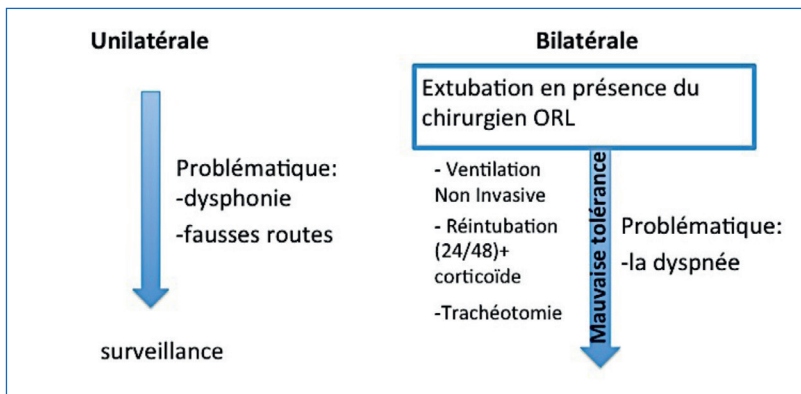 Unilatérale
Problématique:
-dysphonie
-fausses routes
surveillance
Bilatérale
Extubation en présence du
chirurgien ORL
- Ventilation
Non Invasive
- Réintubation
(24/48)+
corticoïde
-Trachéotomie
Mauvaise tolérance
Problématique:
-la dyspnée